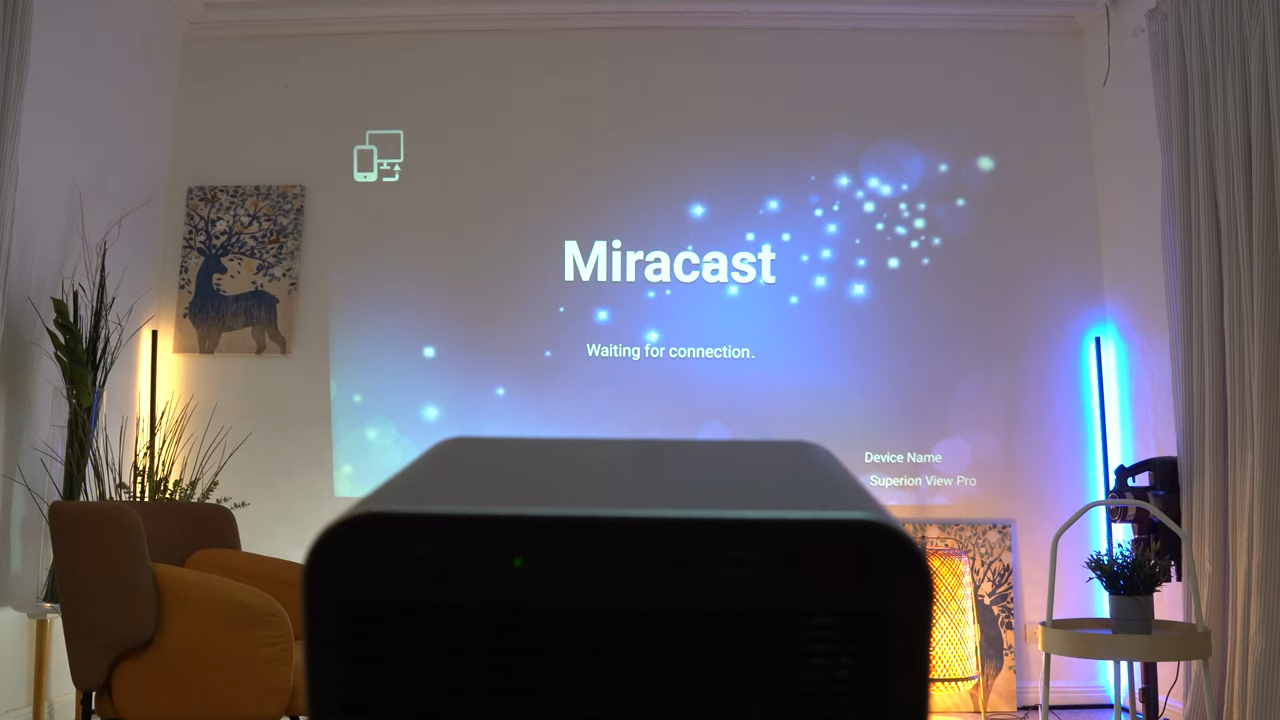 Miracast
Waiting for connection.
Device Name
Superion View Pro